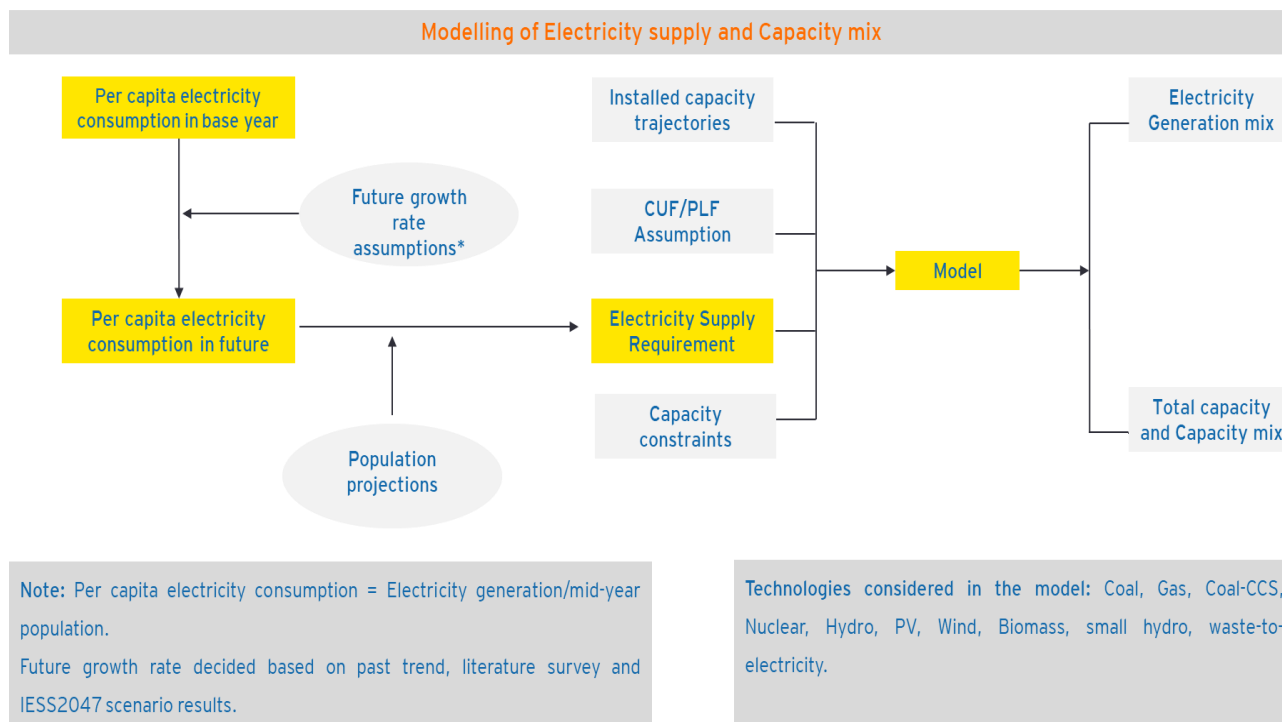 Modelling of Electricity supply and Capacity mix
Per capita electricity
consumption in base year
Future growth
rate
assumptions*
Per capita electricity
consumption in future
Population
projections
Installed capacity
trajectories
CUF/PLF
Assumption
Electricity Supply
Requirement
Capacity
constraints
Model
Electricity
Generation mix
Total capacity
and Capacity mix
Note: Per capita electricity consumption = Electricity generation/mid-year
population.
Future growth rate decided based on past trend, literature survey and
IESS2047 scenario results.
Technologies considered in the model: Coal, Gas, Coal-CCS,
Nuclear, Hydro, PV, Wind, Biomass, small hydro, waste-to-
electricity.